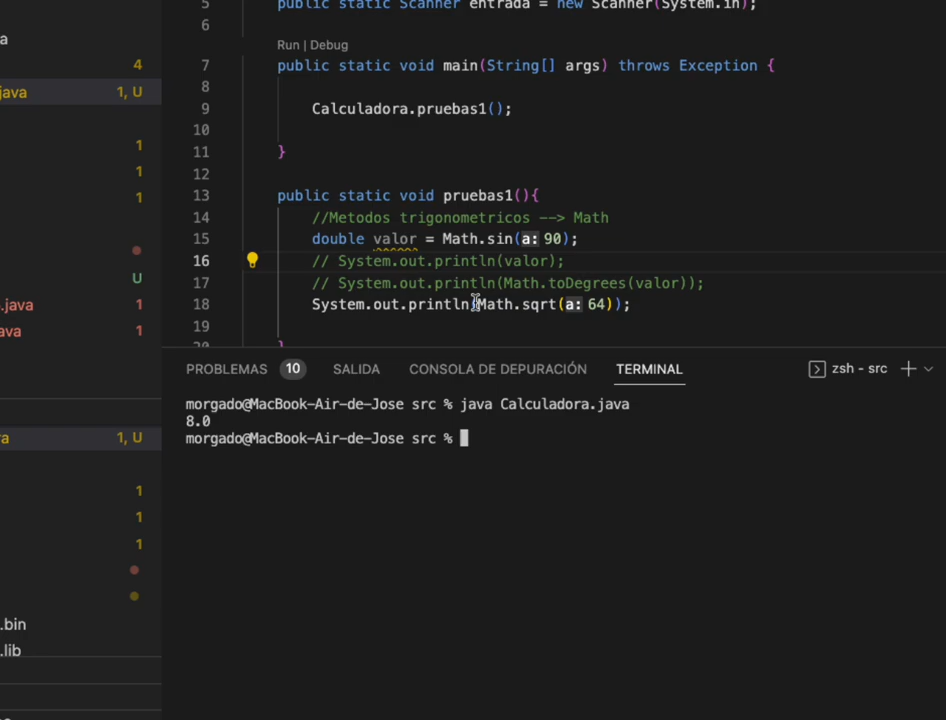 5 public static Scanner entrada = new Scanner(System.in);
6
a
Run | Debug
4
7 public static void main(String[] args) throws Exception {
java 1, U
8
9 Calculadora.pruebas1();
10
1
11 }
1
12
1
13 public static void pruebas1(){
14 //Metodos trigonometricos --> Math
15 double valor = Math.sin(a: 90);
16 // System.out.println(valor);
U
17 // System.out.println(Math.toDegrees(valor));
.java 1
18 System.out.println(Math.sqrt(a: 64));
ava 1
19
20 }
PROBLEMAS 10 SALIDA CONSOLA DE DEPURACIÓN TERMINAL zsh - src
morgado@MacBook-Air-de-Jose src % java Calculadora.java
8.0
a 1, U
morgado@MacBook-Air-de-Jose src %
1
1
1
.bin
.lib